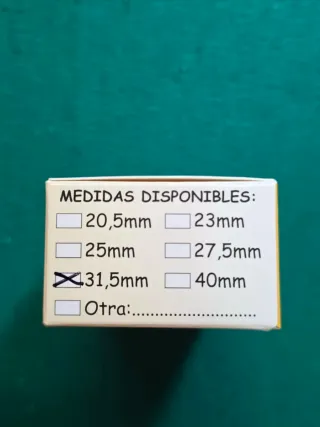 MEDIDAS DISPONIBLES:
20,5mm 23mm
25mm 27,5mm
31,5mm 40mm
Otra:..........................